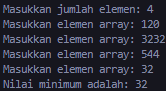 Masukkan jumlah elemen: 4
Masukkan elemen array: 120
Masukkan elemen array: 3232
Masukkan elemen array: 544
Masukkan elemen array: 32
Nilai minimum adalah: 32